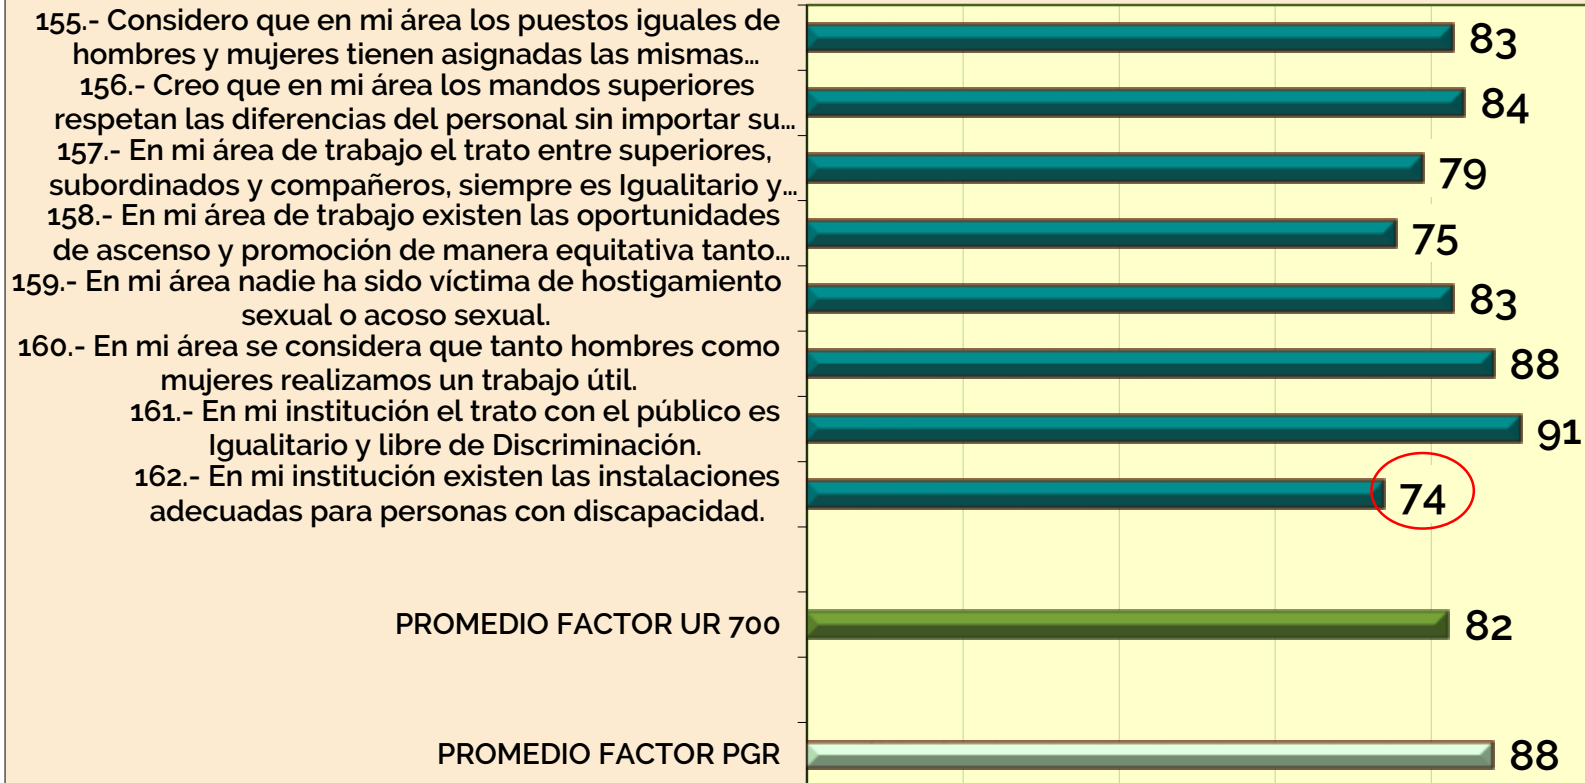 155.- Considero que en mi área los puestos iguales de
hombres y mujeres tienen asignadas las mismas...
83
156.- Creo que en mi área los mandos superiores
respetan las diferencias del personal sin importar su...
84
157.- En mi área de trabajo el trato entre superiores,
subordinados y compañeros, siempre es Igualitario y...
79
158.- En mi área de trabajo existen las oportunidades
de ascenso y promoción de manera equitativa tanto...
75
159.- En mi área nadie ha sido víctima de hostigamiento
sexual o acoso sexual.
83
160.- En mi área se considera que tanto hombres como
mujeres realizamos un trabajo útil.
88
161.- En mi institución el trato con el público es
Igualitario y libre de Discriminación.
91
162.- En mi institución existen las instalaciones
adecuadas para personas con discapacidad.
74
PROMEDIO FACTOR UR 700
82
PROMEDIO FACTOR PGR
88